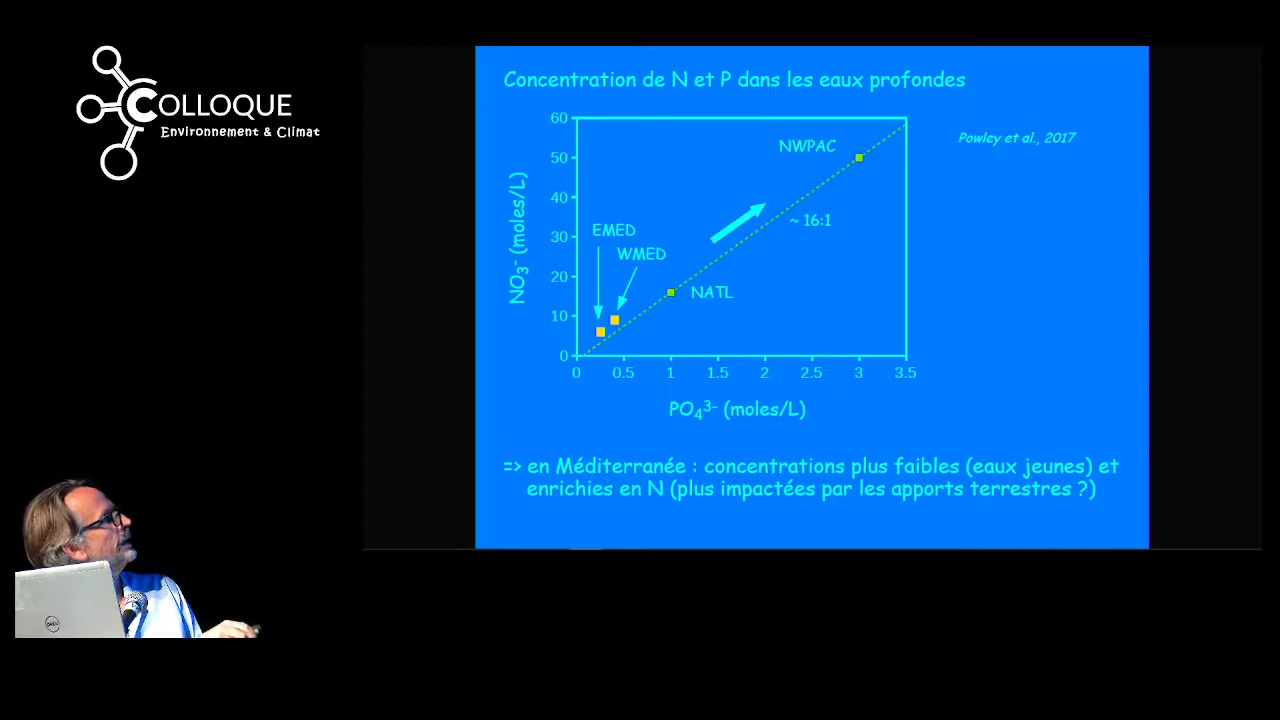 COLLOQUE
Environnement & Climat
Concentration de N et P dans les eaux profondes
Powley et al., 2017
60
50
40
30
20
10
0
NO₃⁻ (moles/L)
NWPAC
~ 16:1
EMED
WMED
NATL
0 0.5 1 1.5 2 2.5 3 3.5
PO₄³⁻ (moles/L)
=> en Méditerranée : concentrations plus faibles (eaux jeunes) et
enrichies en N (plus impactées par les apports terrestres ?)
DELL